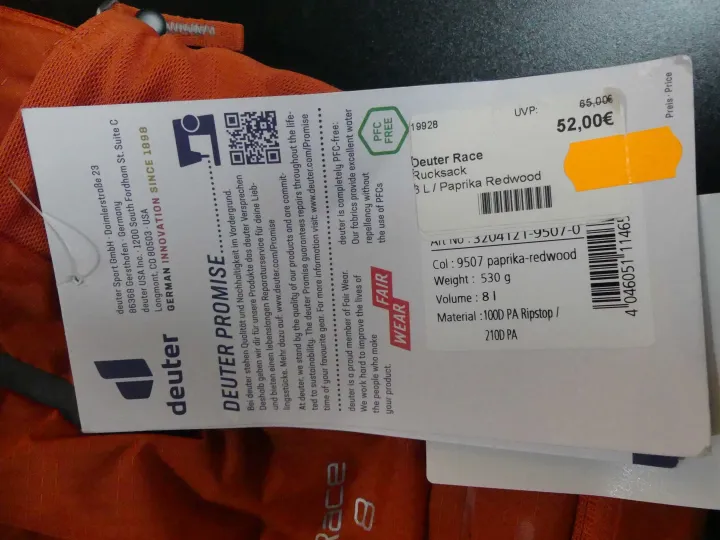 deuter
deuter Sport GmbH · Daimlerstraße 23
86368 Gersthofen · Germany
deuter USA Inc. · 1200 South Fordham St. Suite C
Longmont, CO 80503 · USA
GERMAN INNOVATION SINCE 1898
DEUTER PROMISE
Bei deuter stehen Qualität und Nachhaltigkeit im Vordergrund.
Deshalb geben wir dir für unsere Produkte das deuter Versprechen
und bieten einen lebenslangen Reparaturservice für deine Lieb-
lingsstücke. Mehr dazu auf: www.deuter.com/Promise
At deuter, we stand by the quality of our products and are commit-
ted to sustainability. The deuter Promise guarantees repairs throughout the life-
time of your favourite gear. For more information visit: www.deuter.com/Promise
deuter is a proud member of Fair Wear.
We work hard to improve the lives of
the people who make
your product.
FAIR
WEAR
deuter is completely PFC-free:
Our fabrics provide excellent water
repellency without
the use of PFCs
PFC
FREE
19928
UVP:
65,00€
52,00€
Deuter Race
Rucksack
8 L / Paprika Redwood
Preis · Price
Art No : 3204121-9507-0
Col : 9507 paprika-redwood
Weight : 530 g
Volume : 8 l
Material : 100D PA Ripstop /
210D PA
4 046051 11465
Race
8